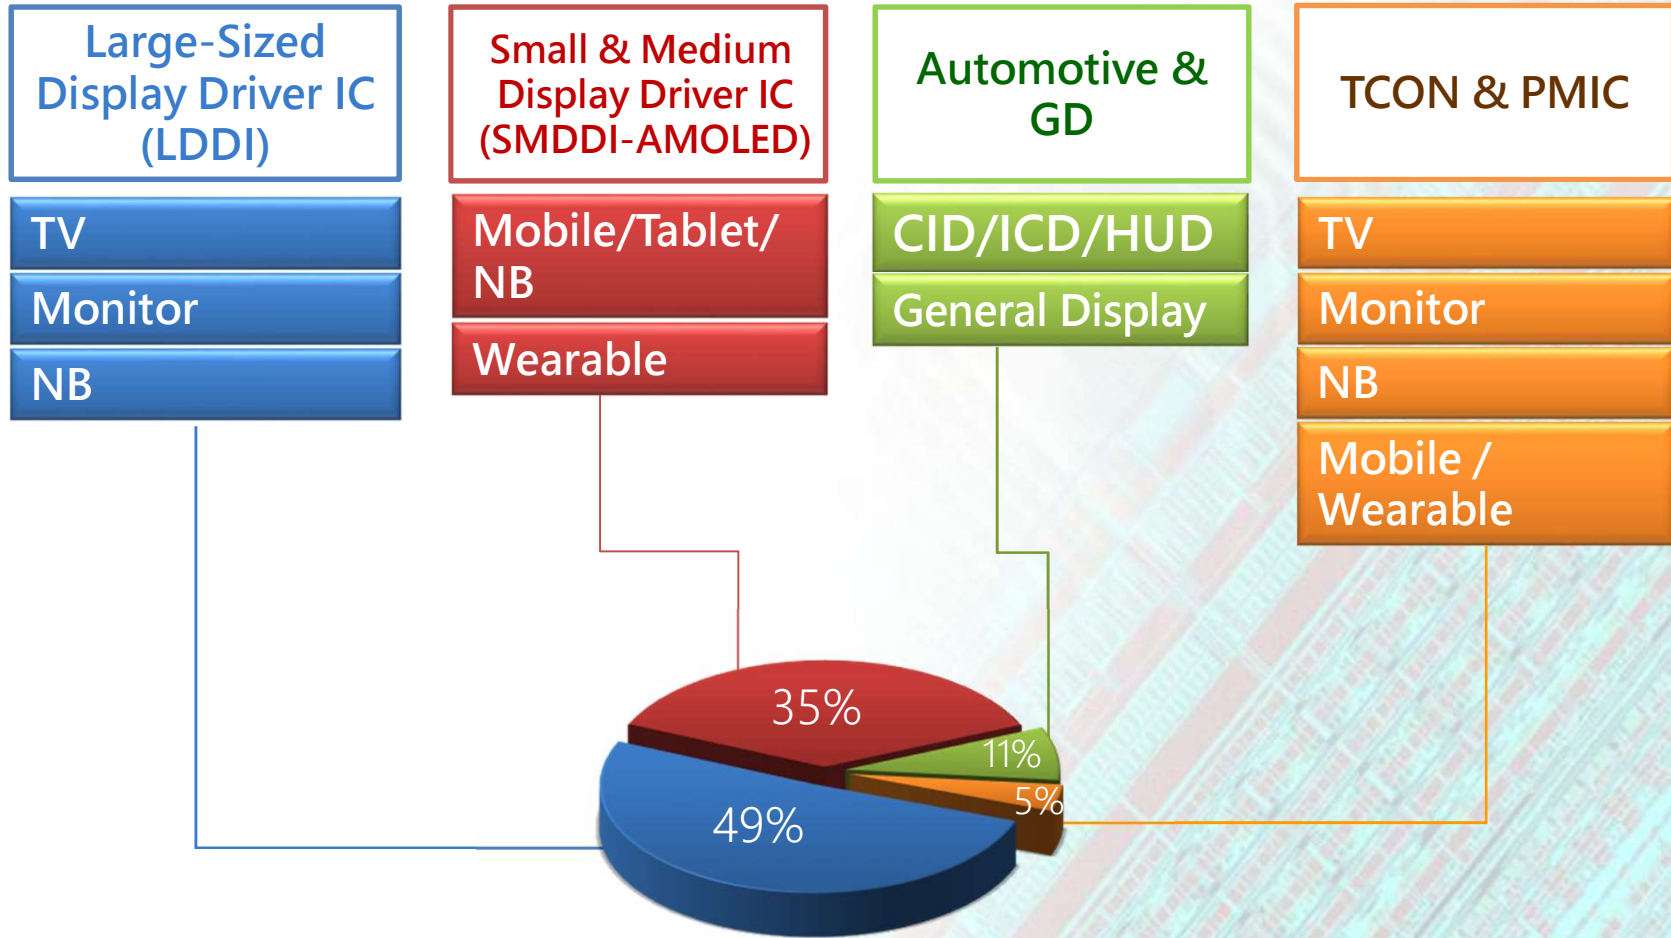 Large-Sized
Display Driver IC
(LDDI)
TV
Monitor
NB
Small & Medium
Display Driver IC
(SMDDI-AMOLED)
Mobile/Tablet/
NB
Wearable
Automotive &
GD
CID/ICD/HUD
General Display
TCON & PMIC
TV
Monitor
NB
Mobile /
Wearable
35%
11%
5%
49%